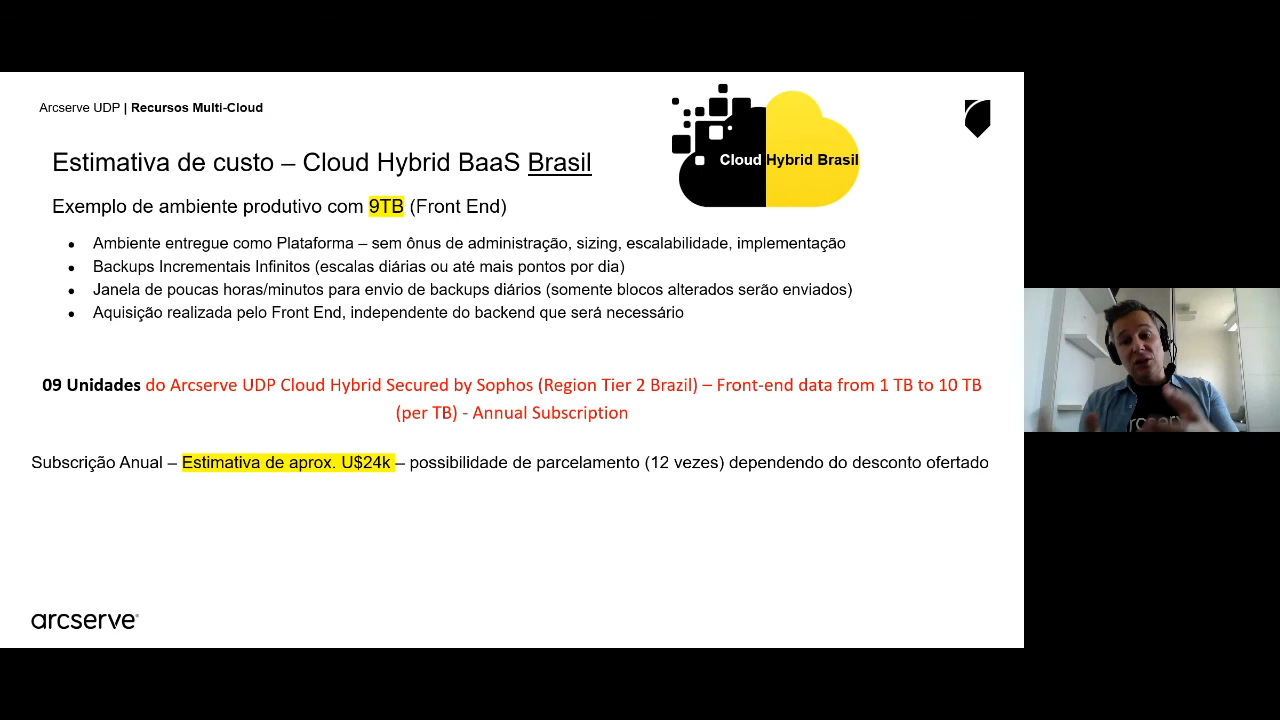 Arcserve UDP | Recursos Multi-Cloud
Cloud Hybrid Brasil
Estimativa de custo – Cloud Hybrid BaaS Brasil
Exemplo de ambiente produtivo com 9TB (Front End)
• Ambiente entregue como Plataforma – sem ônus de administração, sizing, escalabilidade, implementação
• Backups Incrementais Infinitos (escalas diárias ou até mais pontos por dia)
• Janela de poucas horas/minutos para envio de backups diários (somente blocos alterados serão enviados)
• Aquisição realizada pelo Front End, independente do backend que será necessário
09 Unidades do Arcserve UDP Cloud Hybrid Secured by Sophos (Region Tier 2 Brazil) – Front-end data from 1 TB to 10 TB
(per TB) - Annual Subscription
Subscrição Anual – Estimativa de aprox. U$24k – possibilidade de parcelamento (12 vezes) dependendo do desconto ofertado
arcserve®